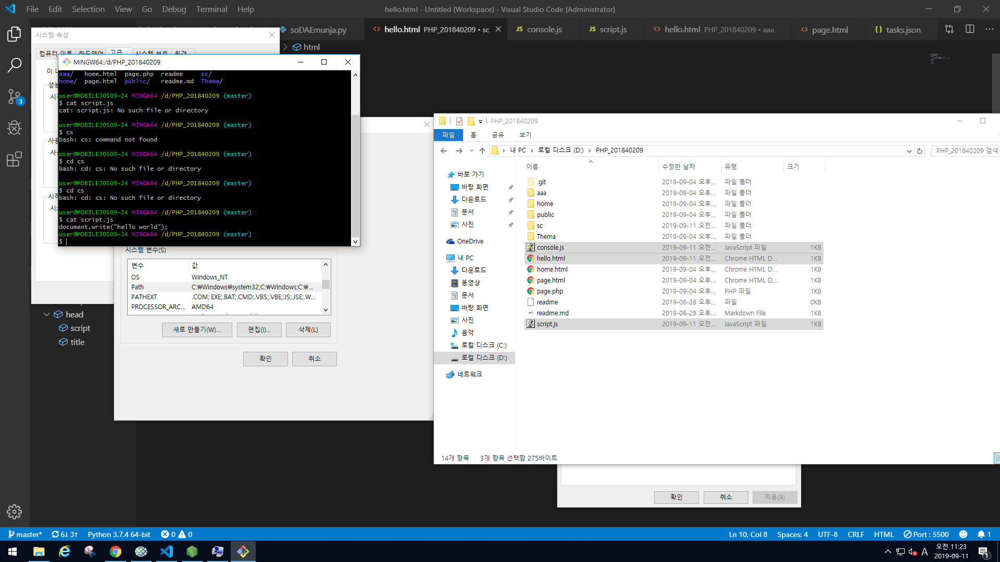 File Edit Selection View Go Debug Terminal Help
hello.html - Untitled (Workspace) - Visual Studio Code [Administrator]
soDAEmunja.py
hello.html PHP_201840209 • sc
console.js
script.js
hello.html PHP_201840209 • aaa
page.html
tasks.json
html
시스템 속성
컴퓨터 이름 하드웨어 고급 시스템 보호 원격
MINGW64:/d/PHP_201840209
aaa/ home.html page.php readme sc/
home/ page.html public/ readme.md Thema/
user@MOBILEJO509-24 MINGW64 /d/PHP_201840209 (master)
$ cat script.js
cat: script.js: No such file or directory
user@MOBILEJO509-24 MINGW64 /d/PHP_201840209 (master)
$ cs
bash: cs: command not found
user@MOBILEJO509-24 MINGW64 /d/PHP_201840209 (master)
$ cd cs
bash: cd: cs: No such file or directory
user@MOBILEJO509-24 MINGW64 /d/PHP_201840209 (master)
$ cd cs
bash: cd: cs: No such file or directory
user@MOBILEJO509-24 MINGW64 /d/PHP_201840209 (master)
$ cat script.js
document.write("hello world");
user@MOBILEJO509-24 MINGW64 /d/PHP_201840209 (master)
$
시스템 변수(S)
변수 값
OS Windows_NT
Path C:₩Windows₩system32;C:₩Windows;C:₩...
PATHEXT .COM;.EXE;.BAT;.CMD;.VBS;.VBE;.JS;.JSE;.W...
PROCESSOR_ARC... AMD64
새로 만들기(W)... 편집(I)... 삭제(L)
확인 취소
head
script
title
PHP_201840209
파일 홈 공유 보기
내 PC 로컬 디스크 (D:) PHP_201840209
PHP_201840209 검색
이름 수정한 날짜 유형 크기
바로 가기
바탕 화면
다운로드
문서
사진
OneDrive
내 PC
다운로드
동영상
문서
바탕 화면
사진
음악
로컬 디스크 (C:)
로컬 디스크 (D:)
네트워크
.git 2019-09-04 오후... 파일 폴더
aaa 2019-09-04 오후... 파일 폴더
home 2019-09-04 오후... 파일 폴더
public 2019-09-04 오후... 파일 폴더
sc 2019-09-11 오전... 파일 폴더
Thema 2019-09-04 오후... 파일 폴더
console.js 2019-09-11 오전... JavaScript 파일 1KB
hello.html 2019-09-11 오전... Chrome HTML D... 1KB
home.html 2019-09-04 오후... Chrome HTML D... 1KB
page.html 2019-09-04 오후... Chrome HTML D... 1KB
page.php 2019-09-04 오후... PHP 파일 1KB
readme 2019-08-28 오후... 파일 0KB
readme.md 2019-08-28 오후... Markdown File 1KB
script.js 2019-09-11 오전... JavaScript 파일 1KB
14개 항목 3개 항목 선택함 275바이트
확인 취소 적용(A)
3
master* 6↓ 3↑ Python 3.7.4 64-bit 0 0
Ln 10, Col 8 Spaces: 4 UTF-8 CRLF HTML Port : 5500 1
A 오전 11:23
2019-09-11
1